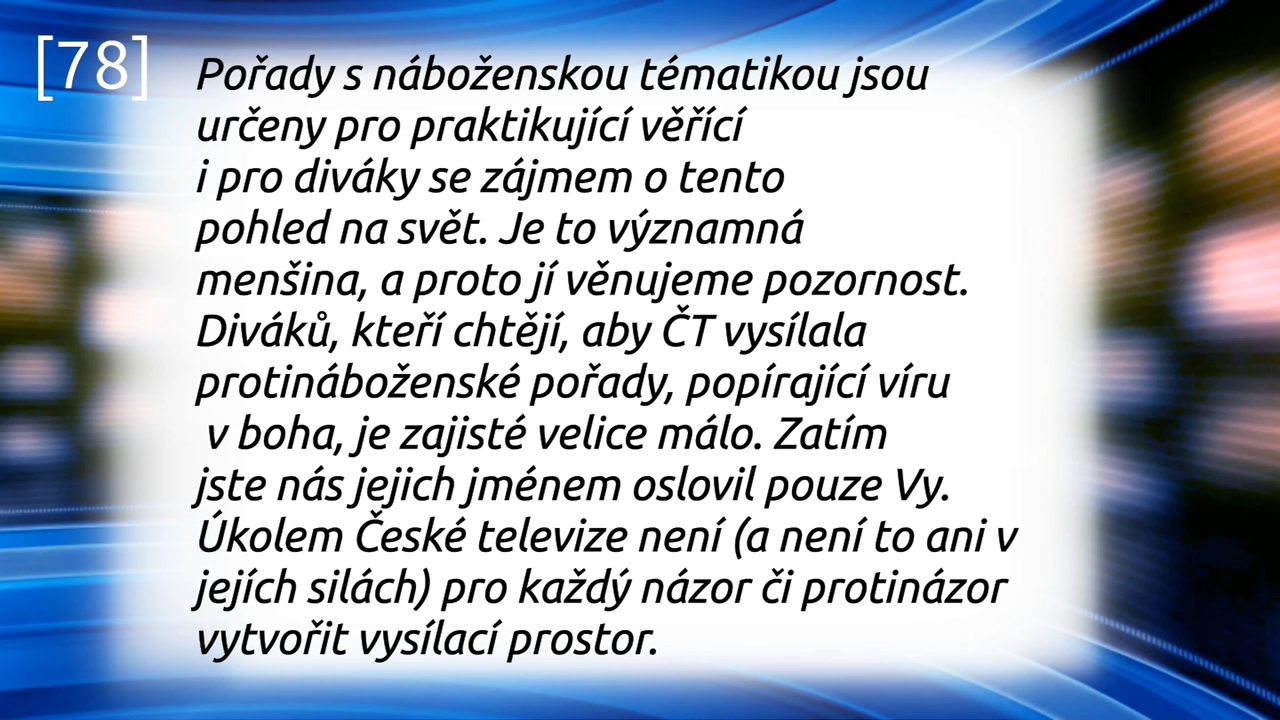 [78]
Pořady s náboženskou tématikou jsou
určeny pro praktikující věřící
i pro diváky se zájmem o tento
pohled na svět. Je to významná
menšina, a proto jí věnujeme pozornost.
Diváků, kteří chtějí, aby ČT vysílala
protináboženské pořady, popírající víru
v boha, je zajisté velice málo. Zatím
jste nás jejich jménem oslovil pouze Vy.
Úkolem České televize není (a není to ani v
jejích silách) pro každý názor či protinázor
vytvořit vysílací prostor.